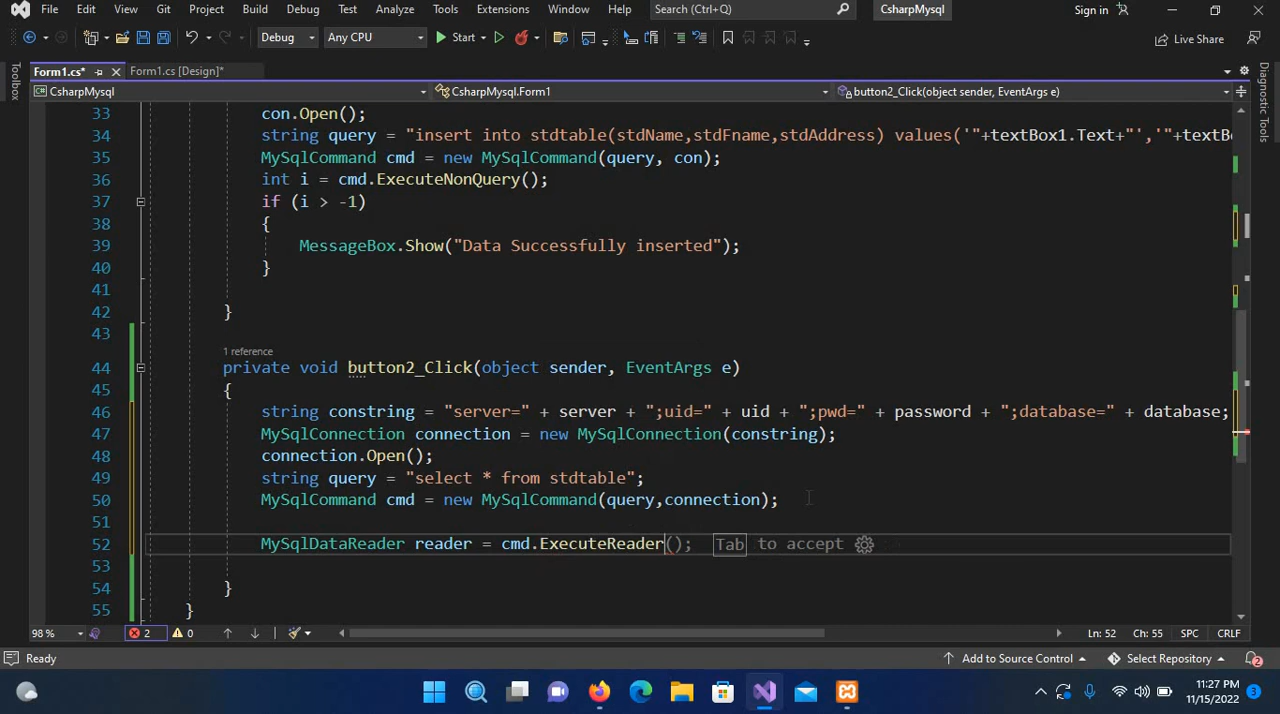 File Edit View Git Project Build Debug Test Analyze Tools Extensions Window Help Search (Ctrl+Q) CsharpMysql Sign in
Debug Any CPU Start Live Share
Form1.cs* Form1.cs [Design]*
CsharpMysql CsharpMysql.Form1 button2_Click(object sender, EventArgs e)
Toolbox
Diagnostic Tools
33 con.Open();
34 string query = "insert into stdtable(stdName,stdFname,stdAddress) values('"+textBox1.Text+"','"+textBo
35 MySqlCommand cmd = new MySqlCommand(query, con);
36 int i = cmd.ExecuteNonQuery();
37 if (i > -1)
38 {
39 MessageBox.Show("Data Successfully inserted");
40 }
41
42 }
43
1 reference
44 private void button2_Click(object sender, EventArgs e)
45 {
46 string constring = "server=" + server + ";uid=" + uid + ";pwd=" + password + ";database=" + database;
47 MySqlConnection connection = new MySqlConnection(constring);
48 connection.Open();
49 string query = "select * from stdtable";
50 MySqlCommand cmd = new MySqlCommand(query,connection);
51
52 MySqlDataReader reader = cmd.ExecuteReader(); Tab to accept
53
54 }
55 }
98 % 2 0 Ln: 52 Ch: 55 SPC CRLF
Ready Add to Source Control Select Repository 2
11:27 PM
11/15/2022 3